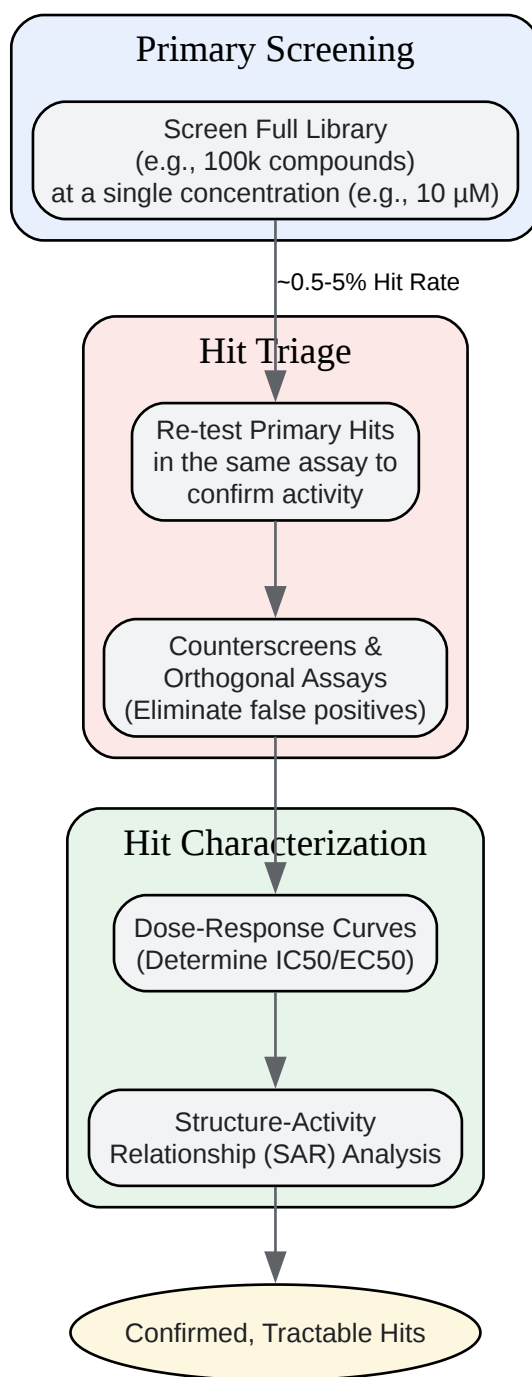 Primary Screening
Screen Full Library
(e.g., 100k compounds)
at a single concentration (e.g., 10 µM)
~0.5-5% Hit Rate
Hit Triage
Re-test Primary Hits
in the same assay to
confirm activity
Counterscreens &
Orthogonal Assays
(Eliminate false positives)
Hit Characterization
Dose-Response Curves
(Determine IC50/EC50)
Structure-Activity
Relationship (SAR) Analysis
Confirmed, Tractable Hits